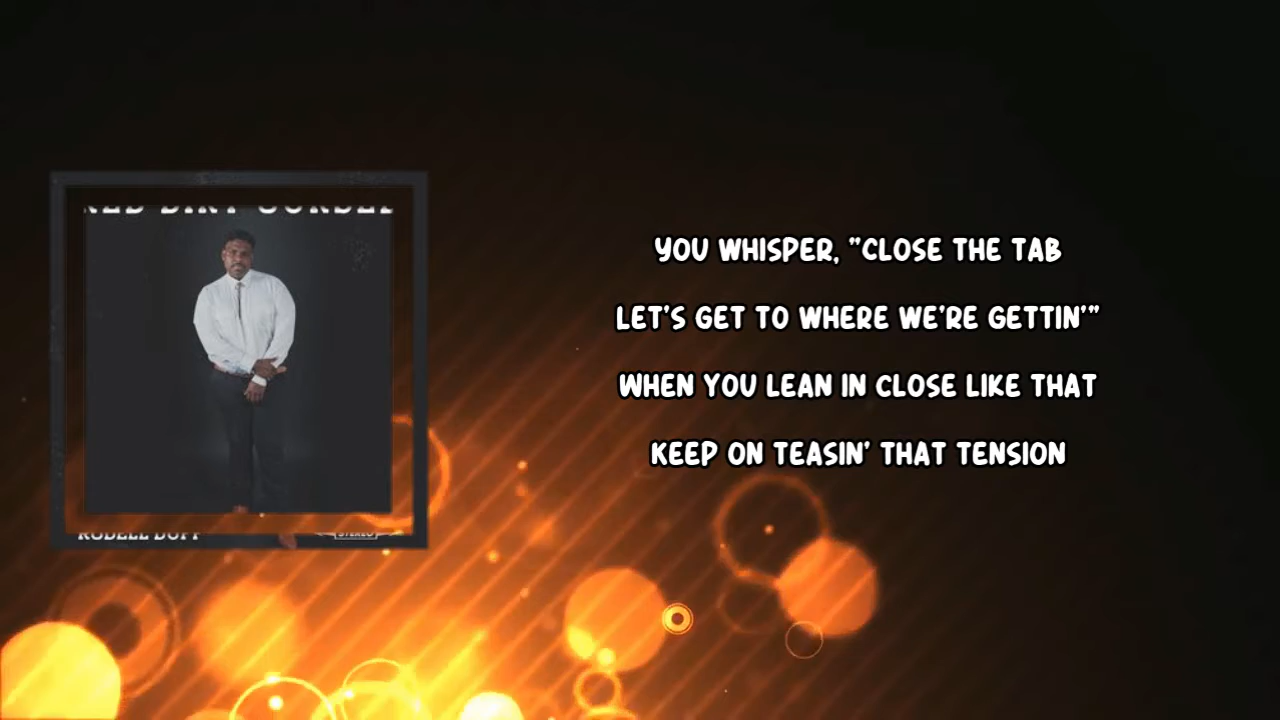 YOU WHISPER, "CLOSE THE TAB
LET'S GET TO WHERE WE'RE GETTIN'"
WHEN YOU LEAN IN CLOSE LIKE THAT
KEEP ON TEASIN' THAT TENSION
STEREO